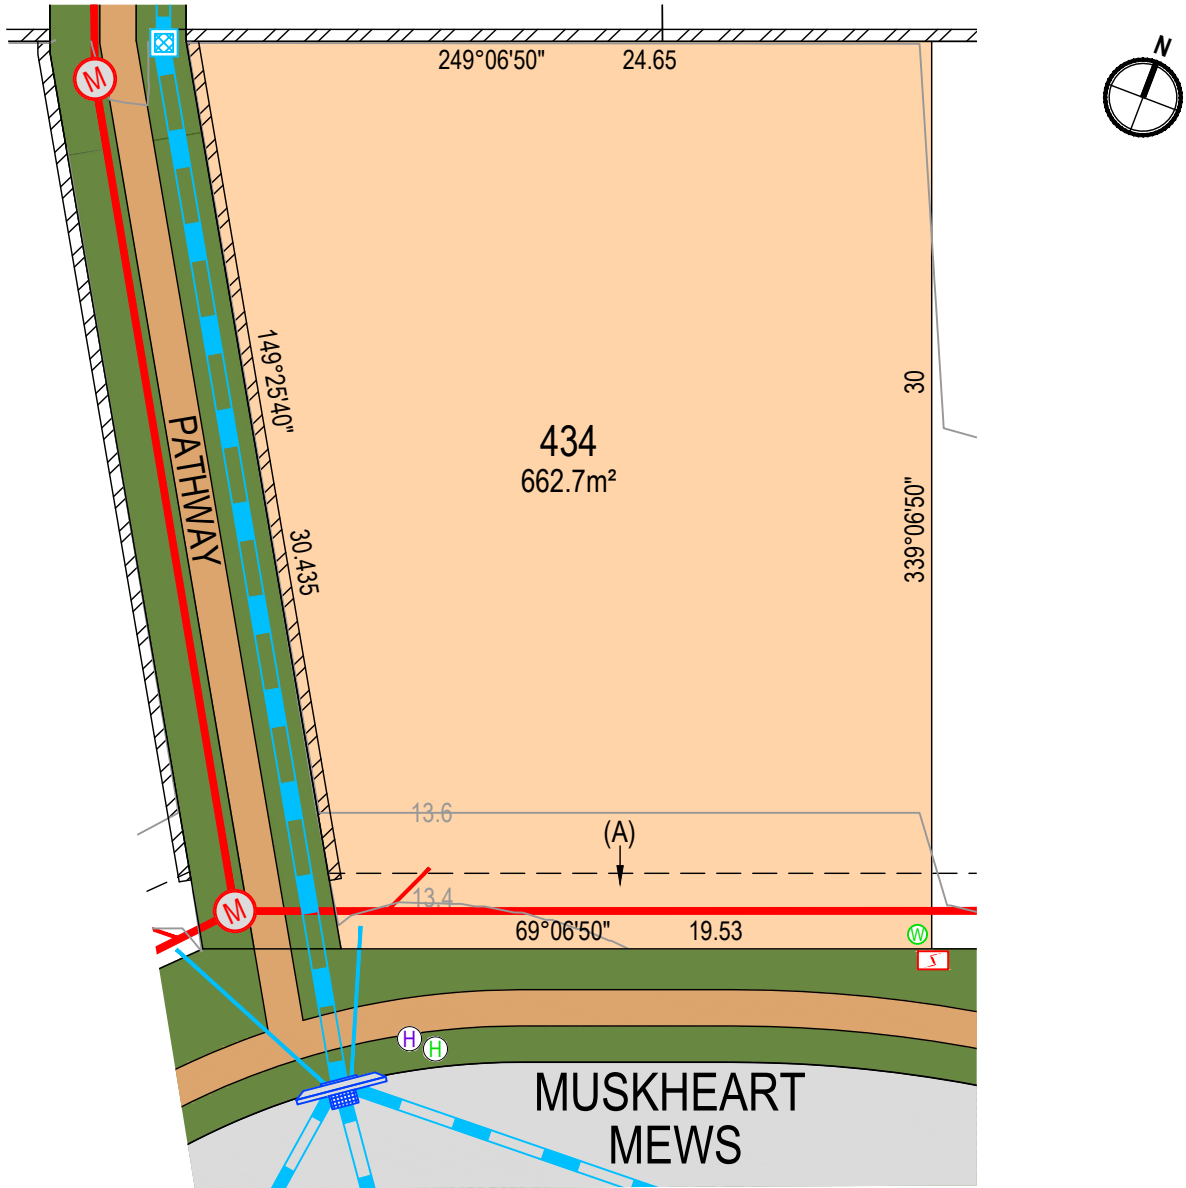 N
249°06'50" 24.65
M
149°25'40"
30
434
662.7m²
PATHWAY
339°06'50"
30.435
13.6
(A)
13.4
M
69°06'50" 19.53
W
H
H
MUSKHEART
MEWS